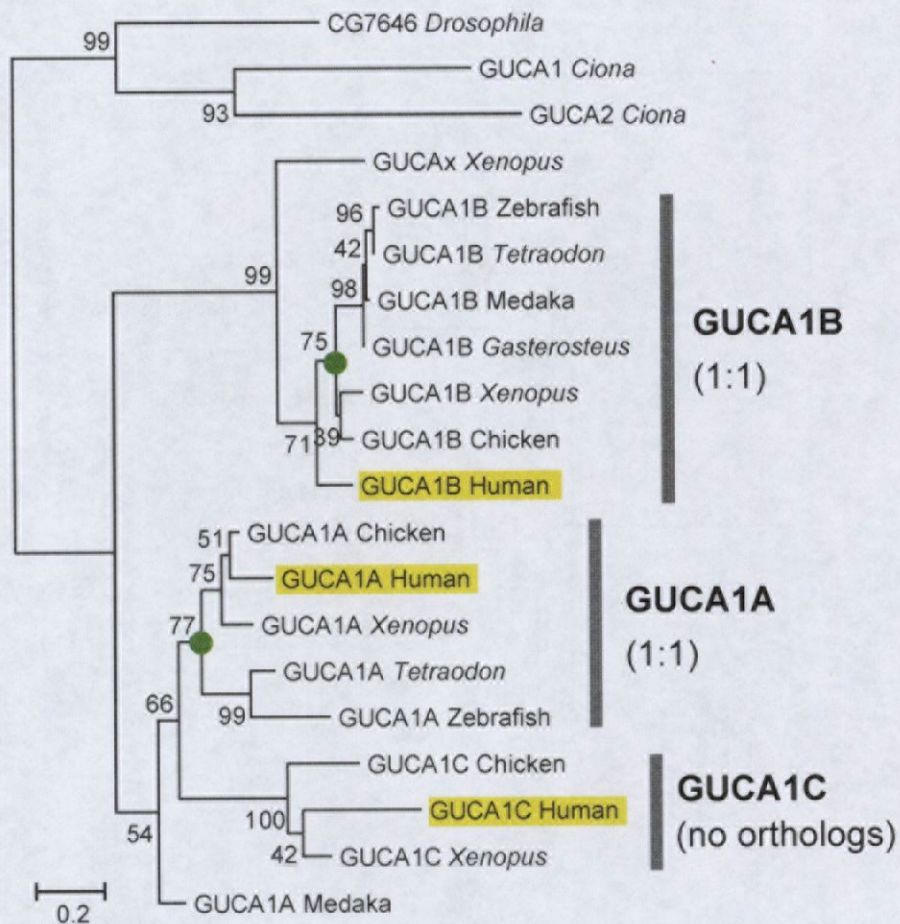 CG7646 Drosophila
99
GUCA1 Ciona
93
GUCA2 Ciona
GUCAx Xenopus
96
GUCA1B Zebrafish
42
GUCA1B Tetraodon
99
98
GUCA1B Medaka
GUCA1B
75
GUCA1B Gasterosteus
(1:1)
GUCA1B Xenopus
71
39
GUCA1B Chicken
GUCA1B Human
51
GUCA1A Chicken
75
GUCA1A Human
GUCA1A
77
GUCA1A Xenopus
(1:1)
GUCA1A Tetraodon
66
99
GUCA1A Zebrafish
GUCA1C Chicken
GUCA1C
100
GUCA1C Human
(no orthologs)
54
42
GUCA1C Xenopus
GUCA1A Medaka
0.2